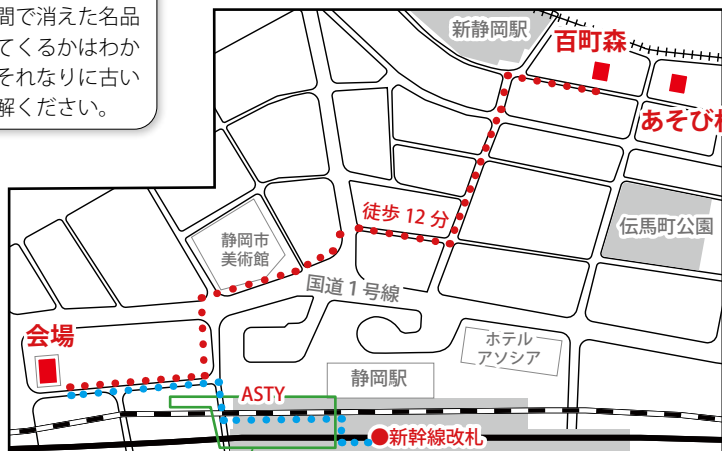 間で消えた名品
てくるかはわか
それなりに古い
解ください。
新静岡駅
百町森
あそび
徒歩 12 分
伝馬町公園
静岡市
美術館
国道 1 号線
会場
ホテル
アソシア
静岡駅
ASTY
新幹線改札